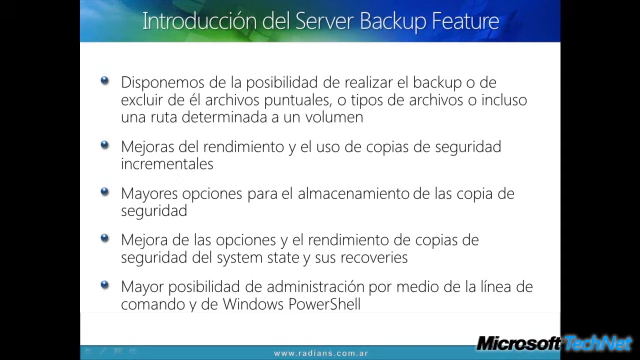 Introducción del Server Backup Feature
Disponemos de la posibilidad de realizar el backup o de
excluir de él archivos puntuales, o tipos de archivos o incluso
una ruta determinada a un volumen
Mejoras del rendimiento y el uso de copias de seguridad
incrementales
Mayores opciones para el almacenamiento de las copia de
seguridad
Mejora de las opciones y el rendimiento de copias de
seguridad del system state y sus recoveries
Mayor posibilidad de administración por medio de la línea de
comando y de Windows PowerShell
www.radians.com.ar
Microsoft TechNet